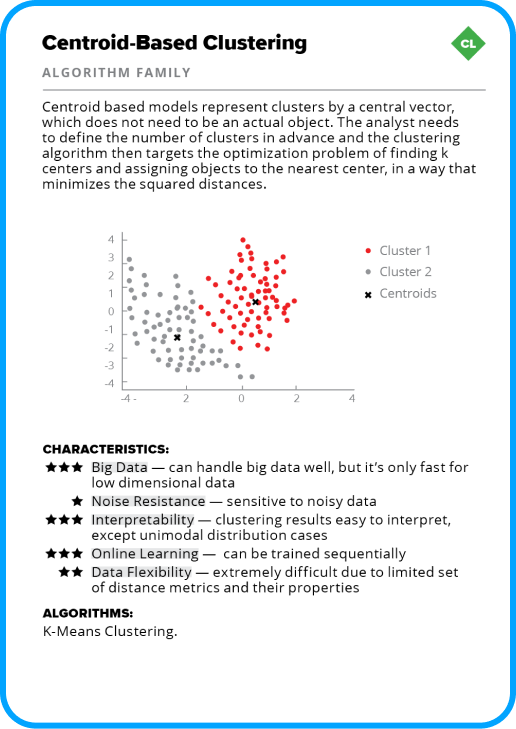 Centroid-Based Clustering
CL
ALGORITHM FAMILY
Centroid based models represent clusters by a central vector,
which does not need to be an actual object. The analyst needs
to define the number of clusters in advance and the clustering
algorithm then targets the optimization problem of finding k
centers and assigning objects to the nearest center, in a way that
minimizes the squared distances.
4
3
2
1
0
-1
-2
-3
-4
-4 -
2
0
2
4
Cluster 1
Cluster 2
Centroids
CHARACTERISTICS:
★★★ Big Data — can handle big data well, but it’s only fast for
low dimensional data
★ Noise Resistance — sensitive to noisy data
★★★ Interpretability — clustering results easy to interpret,
except unimodal distribution cases
★★★ Online Learning — can be trained sequentially
★★ Data Flexibility — extremely difficult due to limited set
of distance metrics and their properties
ALGORITHMS:
K-Means Clustering.